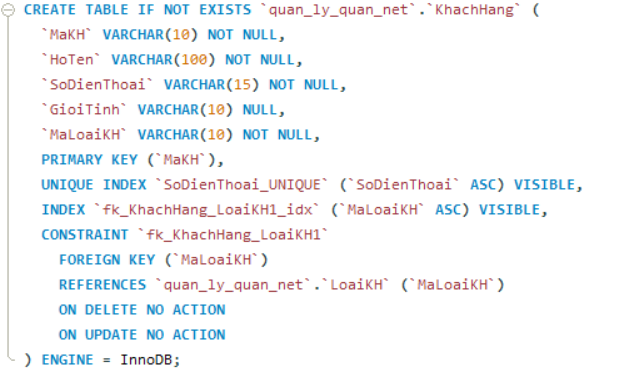 CREATE TABLE IF NOT EXISTS `quan_ly_quan_net`.`KhachHang` (
`MaKH` VARCHAR(10) NOT NULL,
`HoTen` VARCHAR(100) NOT NULL,
`SoDienThoai` VARCHAR(15) NOT NULL,
`GioiTinh` VARCHAR(10) NULL,
`MaLoaiKH` VARCHAR(10) NOT NULL,
PRIMARY KEY (`MaKH`),
UNIQUE INDEX `SoDienThoai_UNIQUE` (`SoDienThoai` ASC) VISIBLE,
INDEX `fk_KhachHang_LoaiKH1_idx` (`MaLoaiKH` ASC) VISIBLE,
CONSTRAINT `fk_KhachHang_LoaiKH1`
FOREIGN KEY (`MaLoaiKH`)
REFERENCES `quan_ly_quan_net`.`LoaiKH` (`MaLoaiKH`)
ON DELETE NO ACTION
ON UPDATE NO ACTION
) ENGINE = InnoDB;